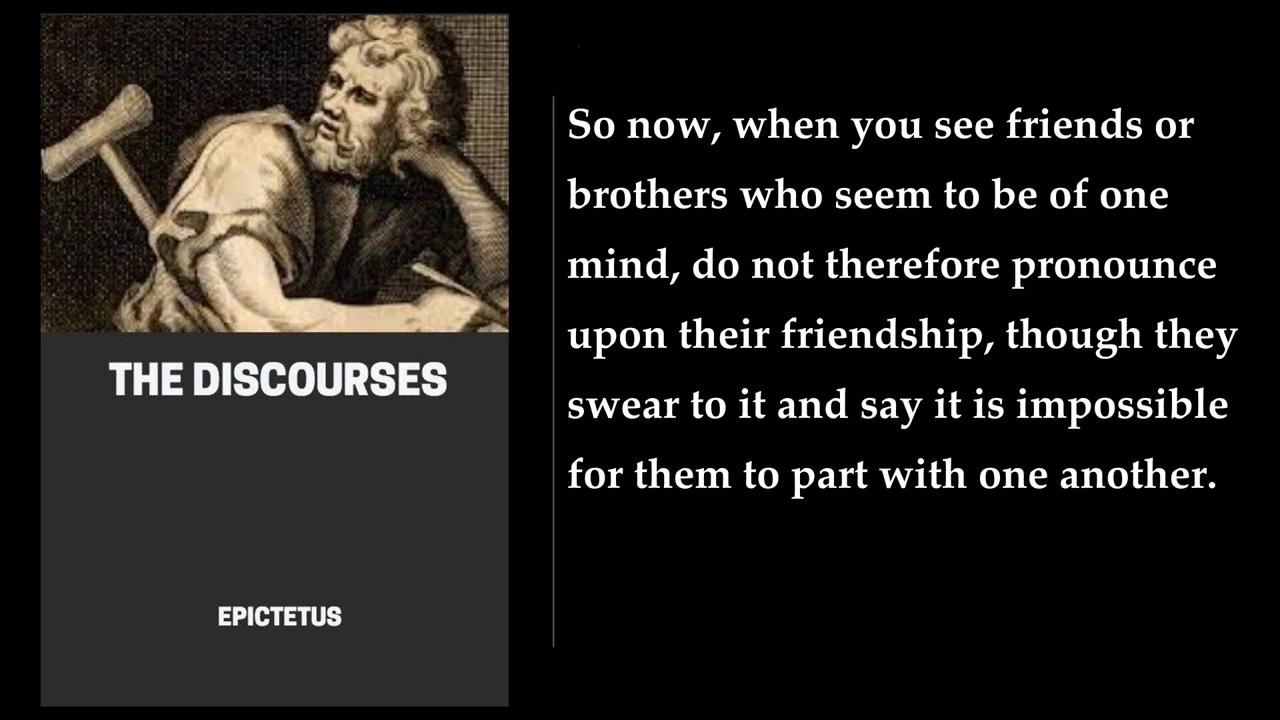 THE DISCOURSES
EPICTETUS
So now, when you see friends or
brothers who seem to be of one
mind, do not therefore pronounce
upon their friendship, though they
swear to it and say it is impossible
for them to part with one another.